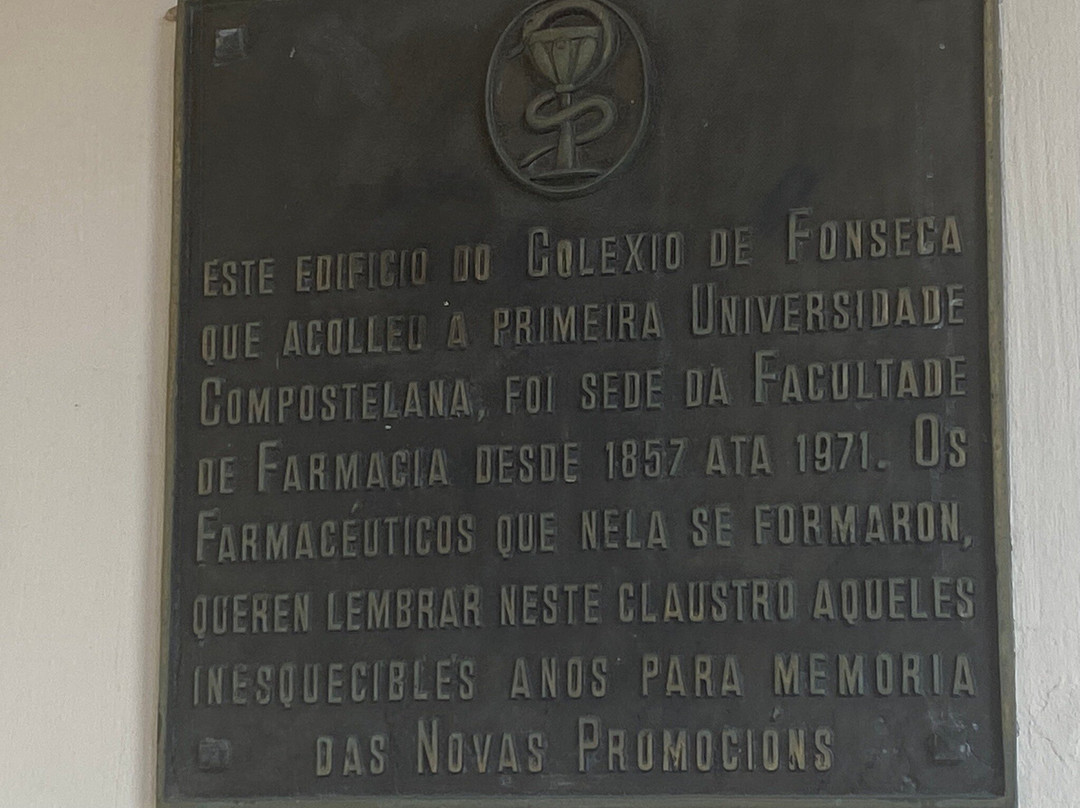 ESTE EDIFICIO DO COLEXIO DE FONSECA
QUE ACOLLEU Á PRIMEIRA UNIVERSIDADE
COMPOSTELANA, FOI SEDE DA FACULTADE
DE FARMACIA DESDE 1857 ATA 1971. OS
FARMACÉUTICOS QUE NELA SE FORMARON,
QUEREN LEMBRAR NESTE CLAUSTRO AQUELES
INESQUECIBLES ANOS PARA MEMORIA
DAS NOVAS PROMOCIÓNS